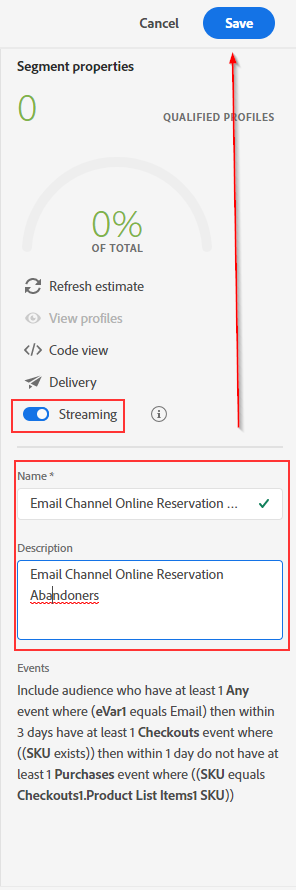 Cancel Save
Segment properties
0 QUALIFIED PROFILES
0%
OF TOTAL
Refresh estimate
View profiles
</> Code view
Delivery
Streaming
Name *
Email Channel Online Reservation ...
Description
Email Channel Online Reservation
Abandoners
Events
Include audience who have at least 1 Any
event where (eVar1 equals Email) then within
3 days have at least 1 Checkouts event where
((SKU exists)) then within 1 day do not have at
least 1 Purchases event where ((SKU equals
Checkouts1.Product List Items1 SKU))